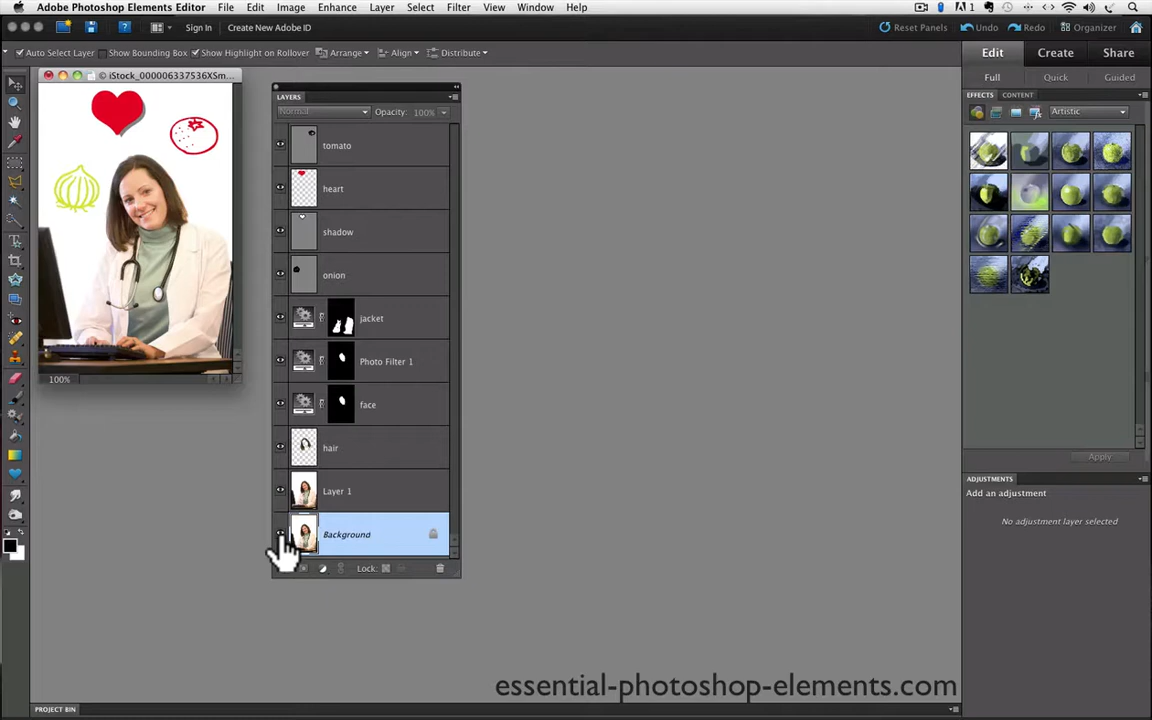 Adobe Photoshop Elements Editor File Edit Image Enhance Layer Select Filter View Window Help
Sign In Create New Adobe ID Reset Panels Undo Redo Organizer
Auto Select Layer Show Bounding Box Show Highlight on Rollover Arrange Align Distribute
Edit Create Share
Full Quick Guided
© iStock_000006337536XSm...
LAYERS
Normal Opacity: 100%
EFFECTS CONTENT
Artistic
tomato
heart
shadow
onion
jacket
Photo Filter 1
face
hair
Layer 1
Background
Lock:
100%
Apply
ADJUSTMENTS
Add an adjustment
No adjustment layer selected
essential-photoshop-elements.com
PROJECT BIN